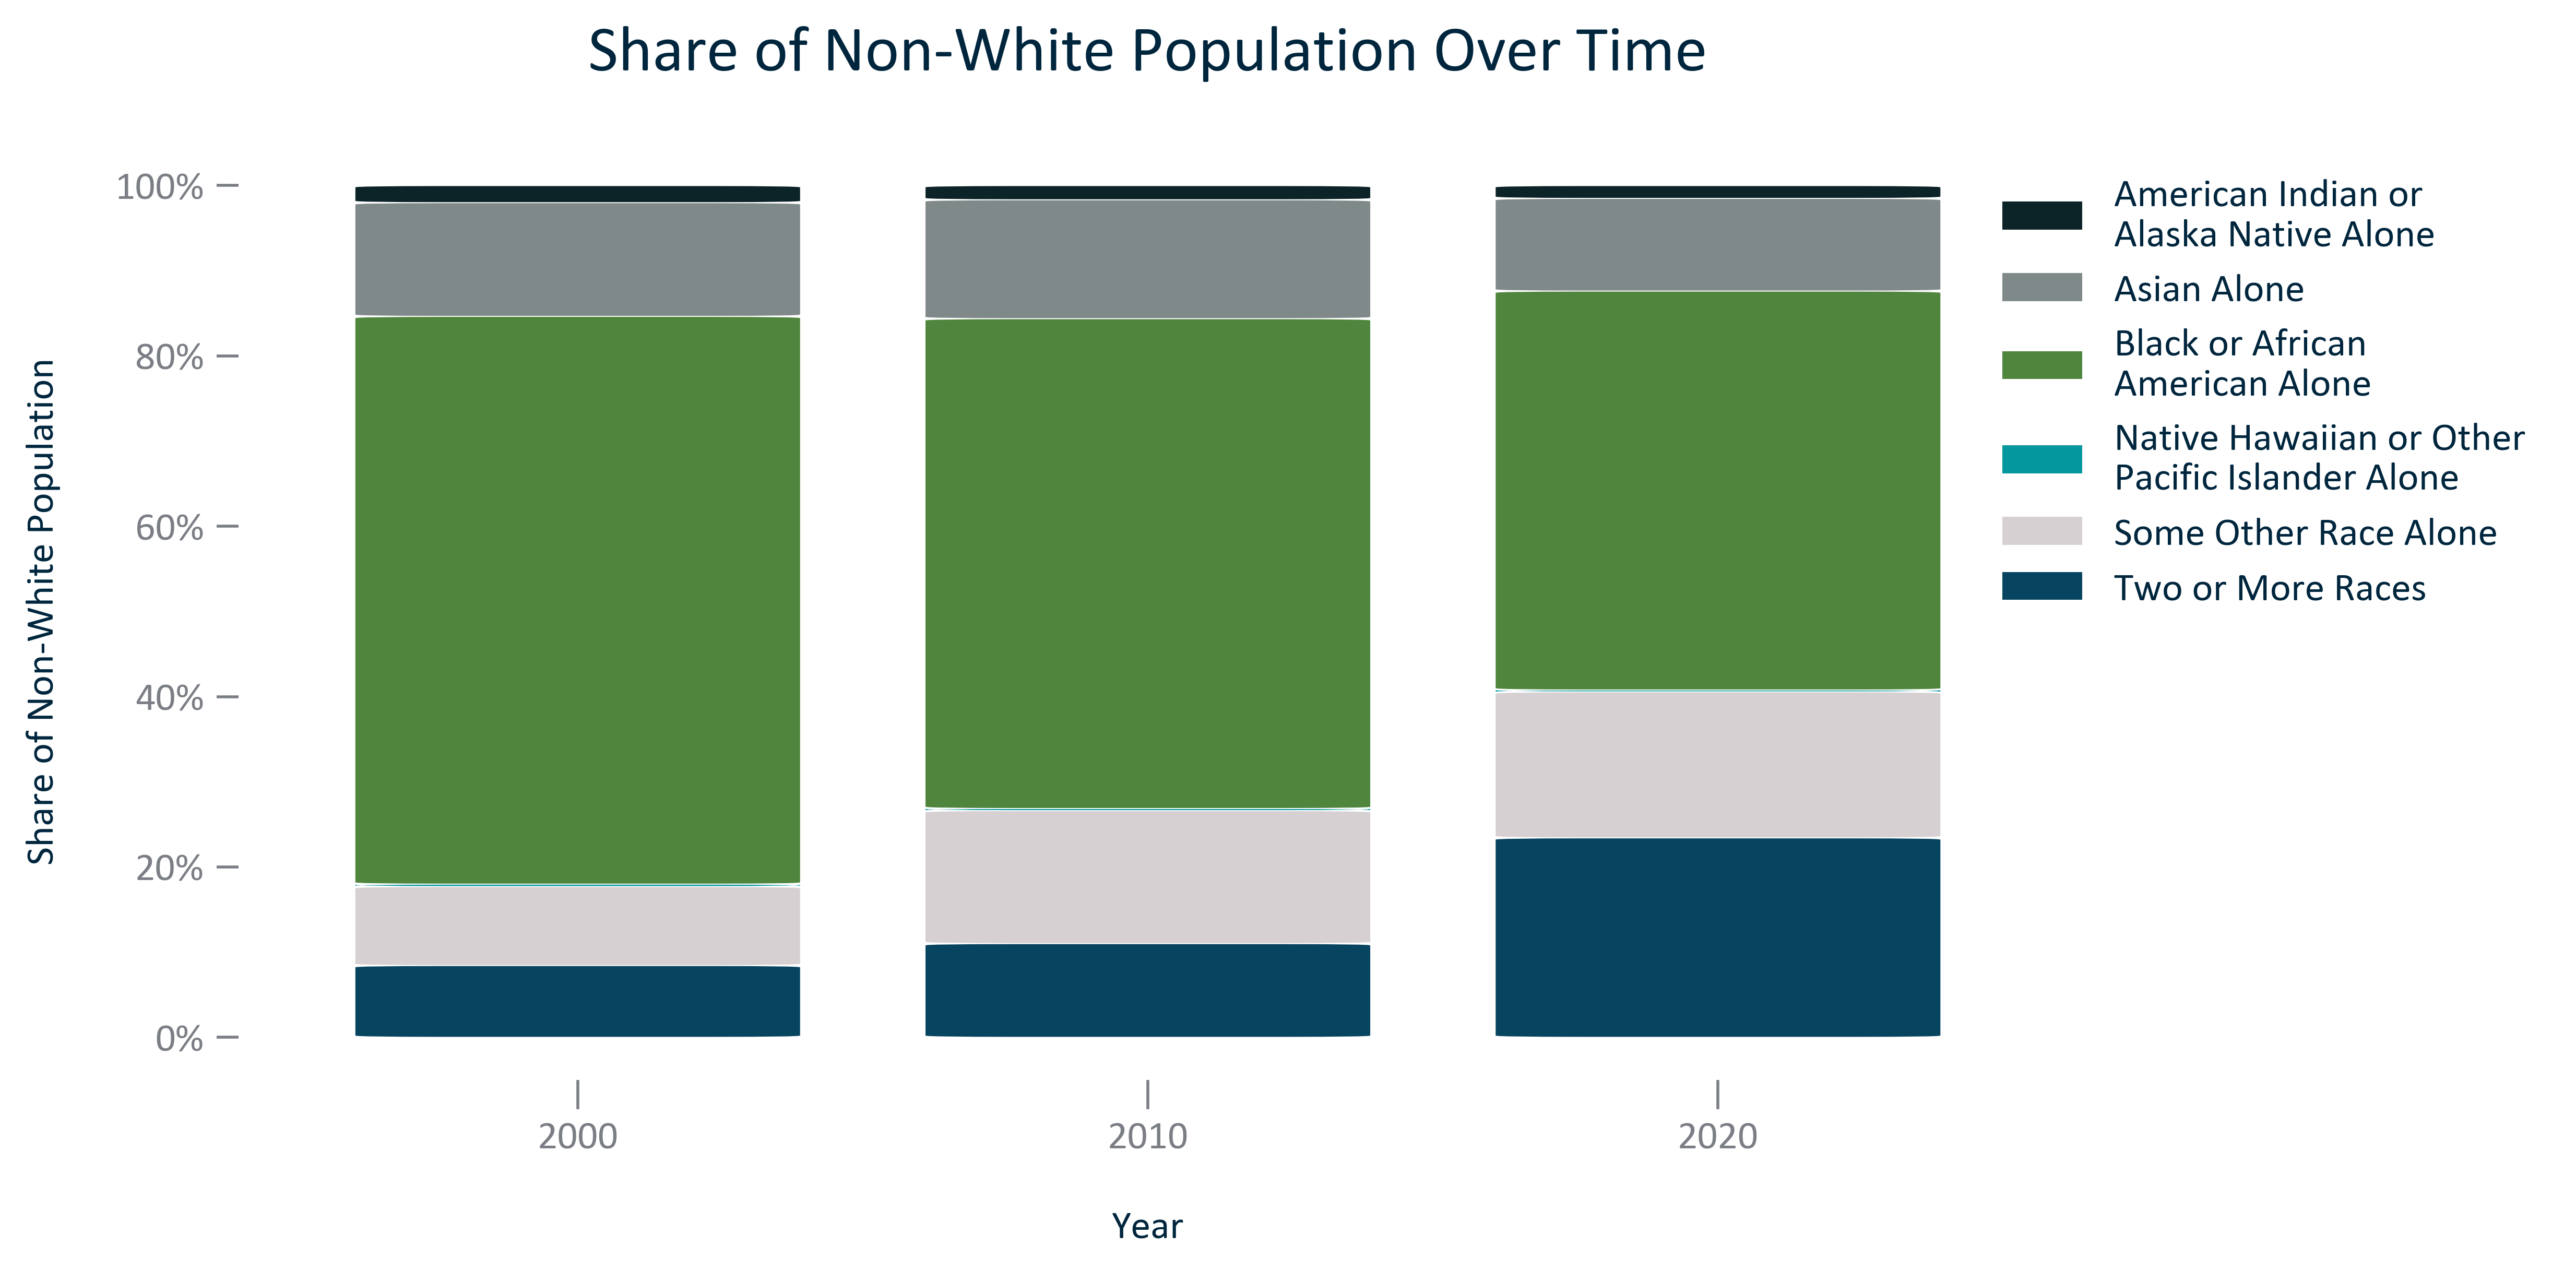 Share of Non-White Population Over Time
Share of Non-White Population
100%
80%
60%
40%
20%
0%
2000
2010
2020
Year
American Indian or
Alaska Native Alone
Asian Alone
Black or African
American Alone
Native Hawaiian or Other
Pacific Islander Alone
Some Other Race Alone
Two or More Races